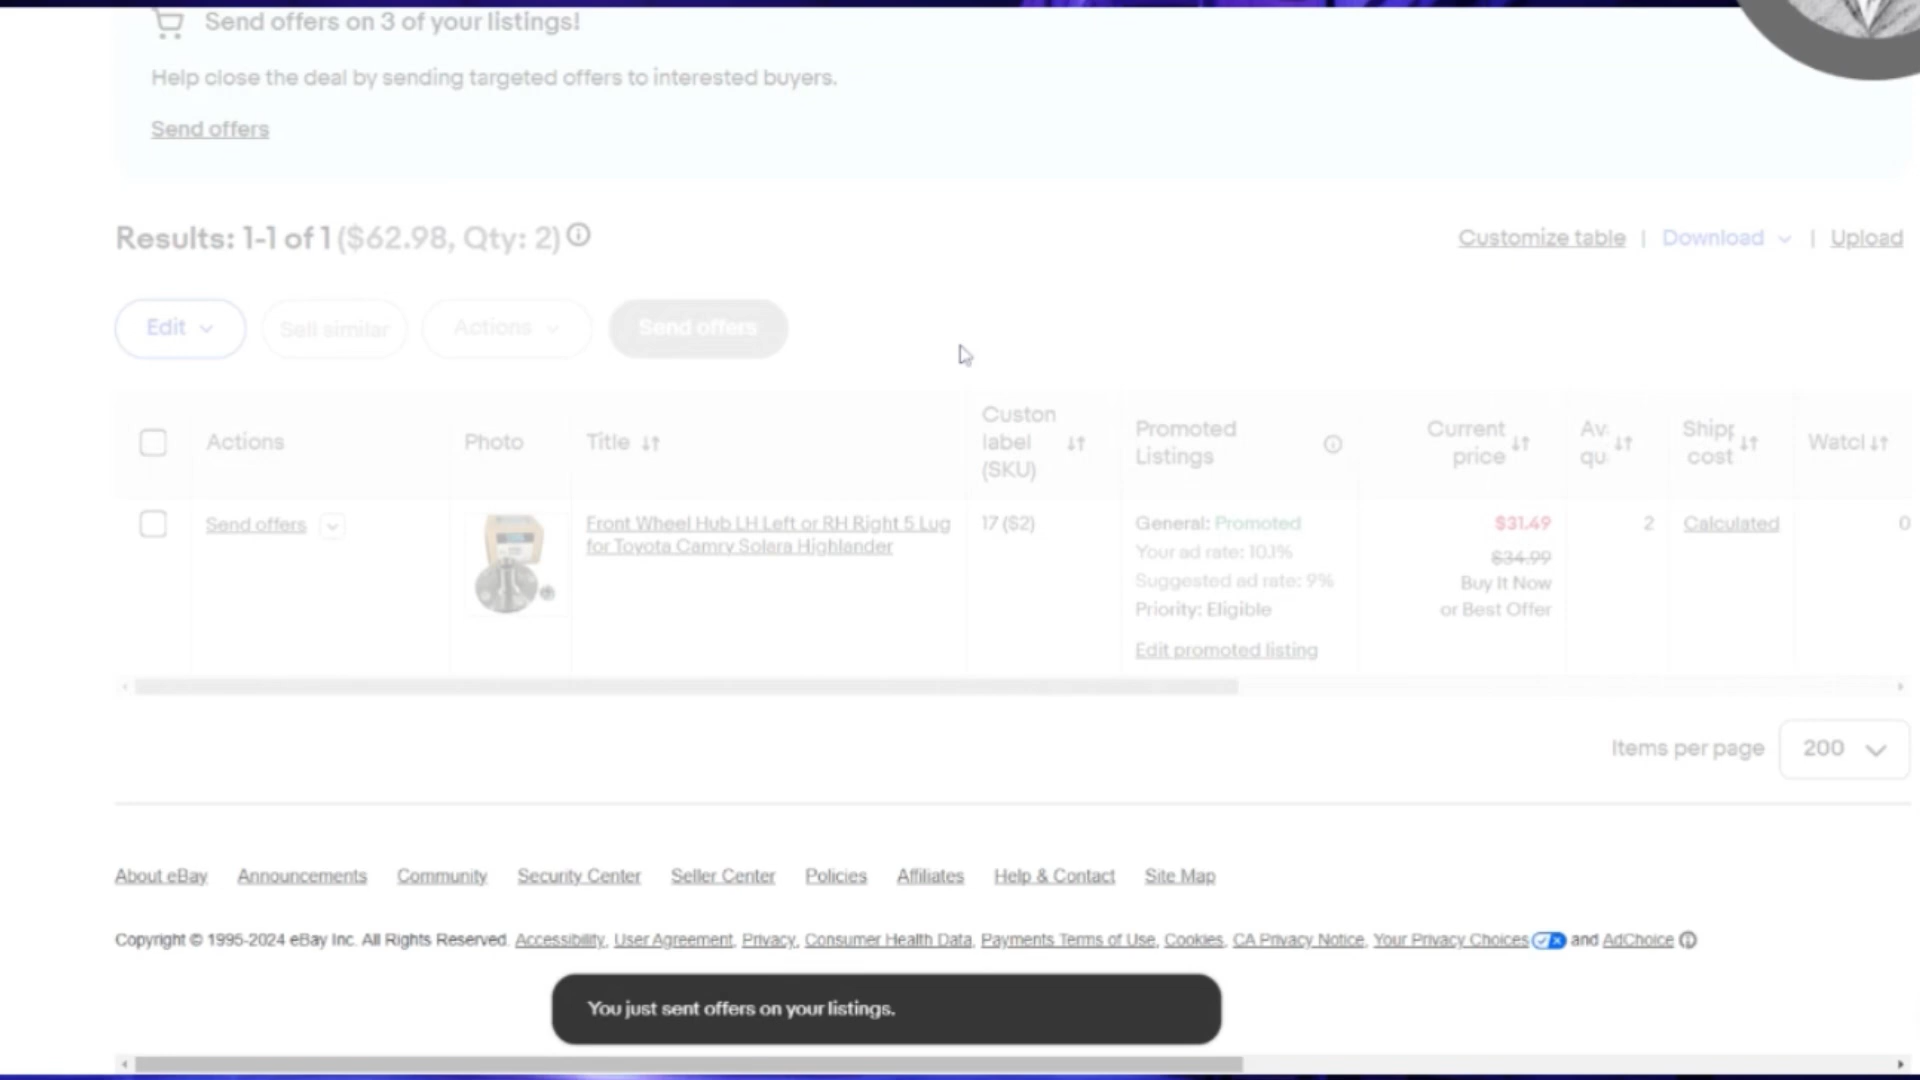 Send offers on 3 of your listings!
Help close the deal by sending targeted offers to interested buyers.
Send offers
Results: 1-1 of 1 ($62.98, Qty: 2)
Customize table | Download | Upload
Edit
Sell similar
Actions
Send offers
Actions
Photo
Title
Custon
label
(SKU)
Promoted
Listings
Current
price
Av
qu
Shipp
cost
Watcl
Send offers
Front Wheel Hub LH Left or RH Right 5 Lug
for Toyota Camry Solara Highlander
17 ($2)
General: Promoted
Your ad rate: 10.1%
Suggested ad rate: 9%
Priority: Eligible
Edit promoted listing
$31.49
$34.99
Buy It Now
or Best Offer
2
Calculated
0
Items per page 200
About eBay Announcements Community Security Center Seller Center Policies Affiliates Help & Contact Site Map
Copyright © 1995-2024 eBay Inc. All Rights Reserved. Accessibility, User Agreement, Privacy, Consumer Health Data, Payments Terms of Use, Cookies, CA Privacy Notice, Your Privacy Choices and AdChoice
You just sent offers on your listings.